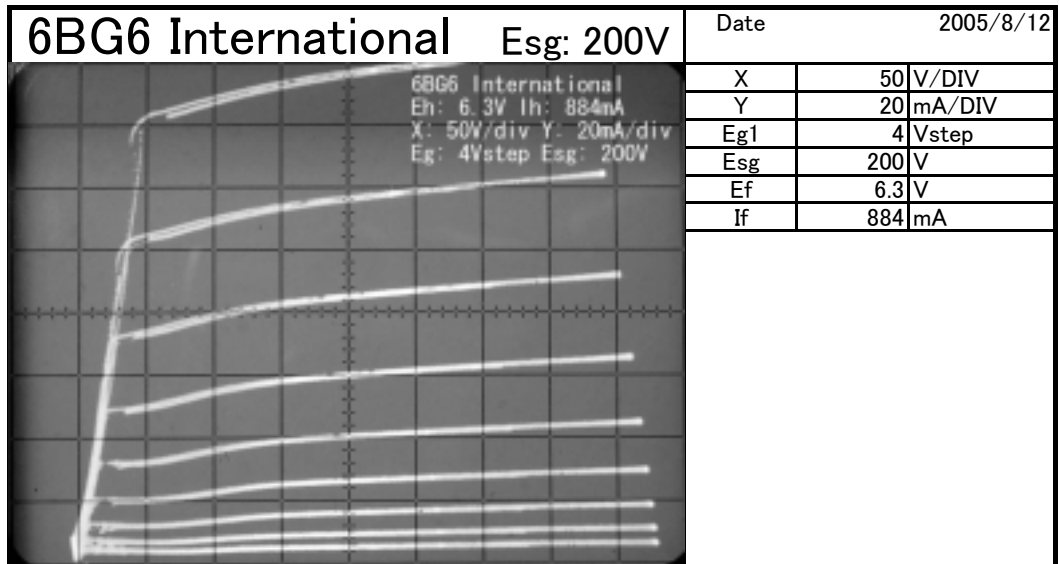 6BG6 International Esg: 200V
Date 2005/8/12
6BG6 International
Eh: 6.3V Ih: 884mA
X: 50V/div Y: 20mA/div
Eg: 4Vstep Esg: 200V
X 50 V/DIV
Y 20 mA/DIV
Eg1 4 Vstep
Esg 200 V
Ef 6.3 V
If 884 mA